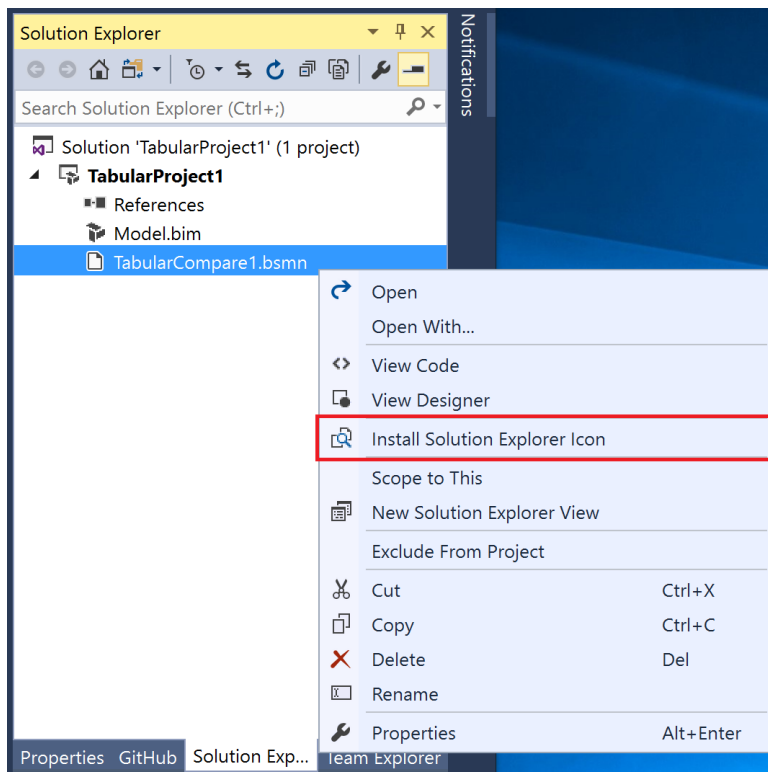 Solution Explorer
Notifications
Search Solution Explorer (Ctrl+;)
Solution 'TabularProject1' (1 project)
TabularProject1
References
Model.bim
TabularCompare1.bsmn
Open
Open With...
View Code
View Designer
Install Solution Explorer Icon
Scope to This
New Solution Explorer View
Exclude From Project
Cut Ctrl+X
Copy Ctrl+C
Delete Del
Rename
Properties Alt+Enter
Properties GitHub Solution Exp... Team Explorer